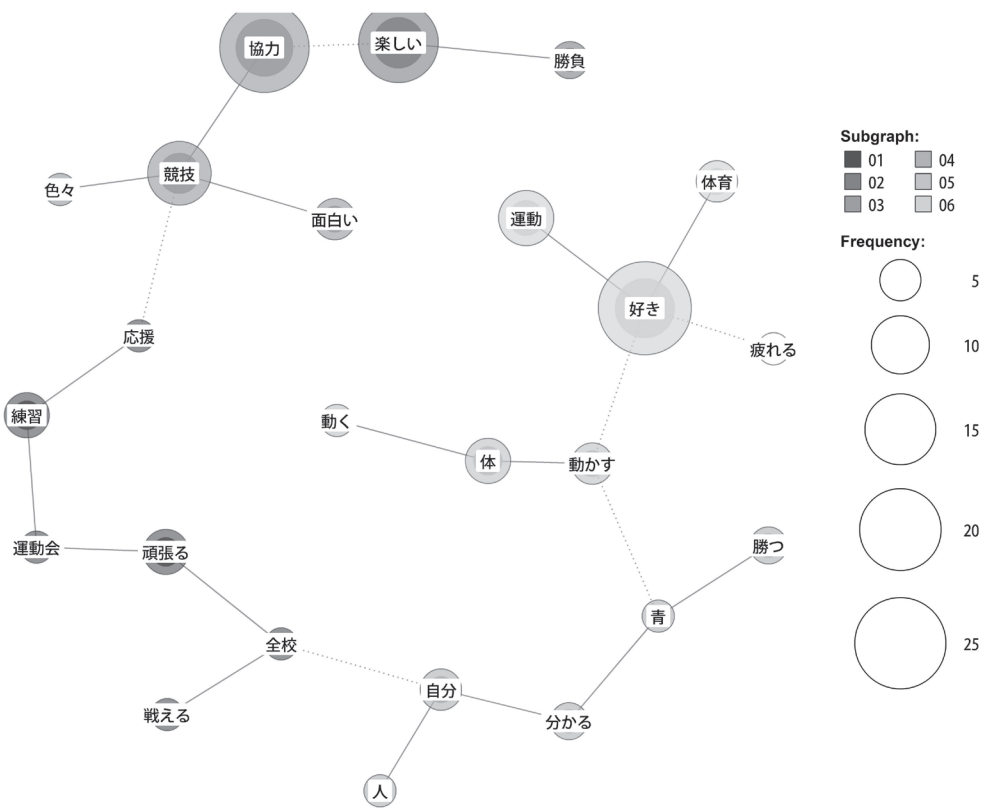 協力
楽しい
勝負
競技
色々
面白い
体育
運動
好き
疲れる
応援
練習
動く
体
動かす
運動会
頑張る
勝つ
青
全校
自分
戦える
分かる
人
Subgraph:
01 04
02 05
03 06
Frequency:
5
10
15
20
25